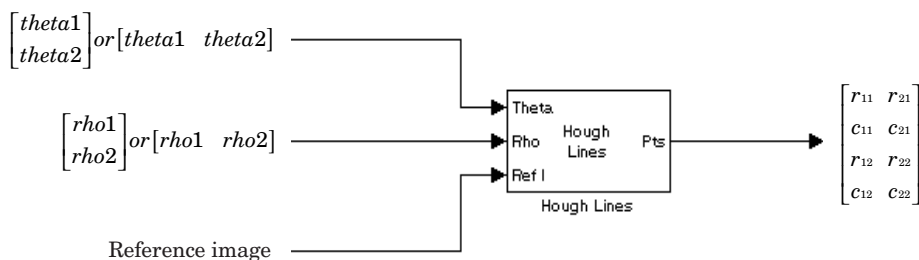 [theta1
theta2] or [theta1 theta2]
[rho1
rho2] or [rho1 rho2]
Reference image
Theta
Rho
Ref I
Hough
Lines
Pts
Hough Lines
[r11 r21
c11 c21
r12 r22
c12 c22]